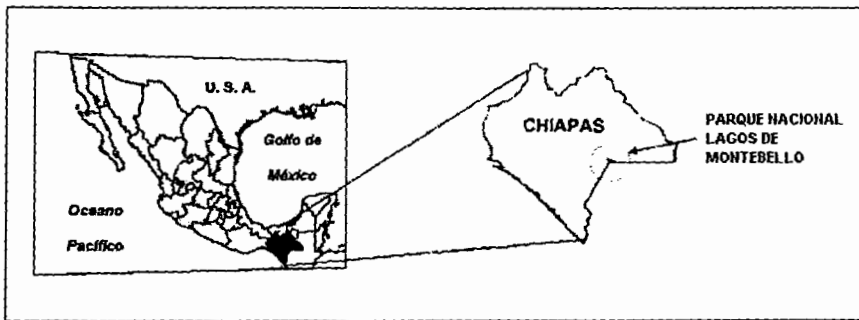 U. S. A.
Golfo de
México
Oceano
Pacífico
CHIAPAS
PARQUE NACIONAL
LAGOS DE
MONTEBELLO